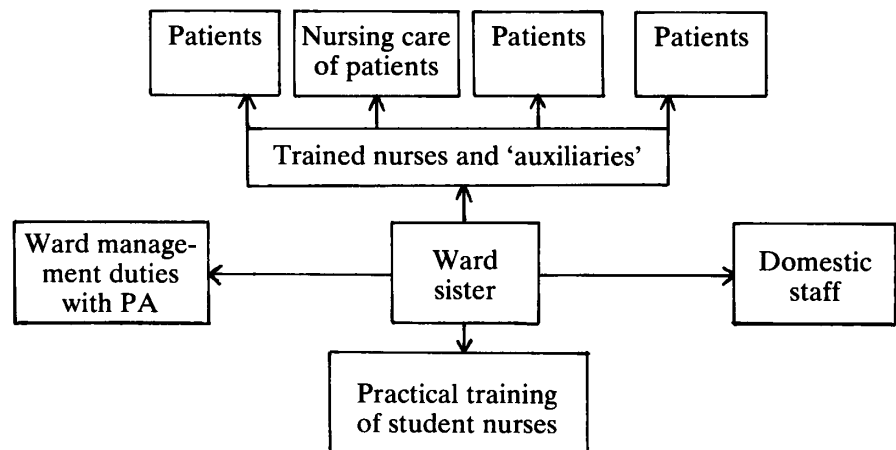 Patients
Nursing care
of patients
Patients
Patients
Trained nurses and ‘auxiliaries’
Ward manage-
ment duties
with PA
Ward
sister
Domestic
staff
Practical training
of student nurses